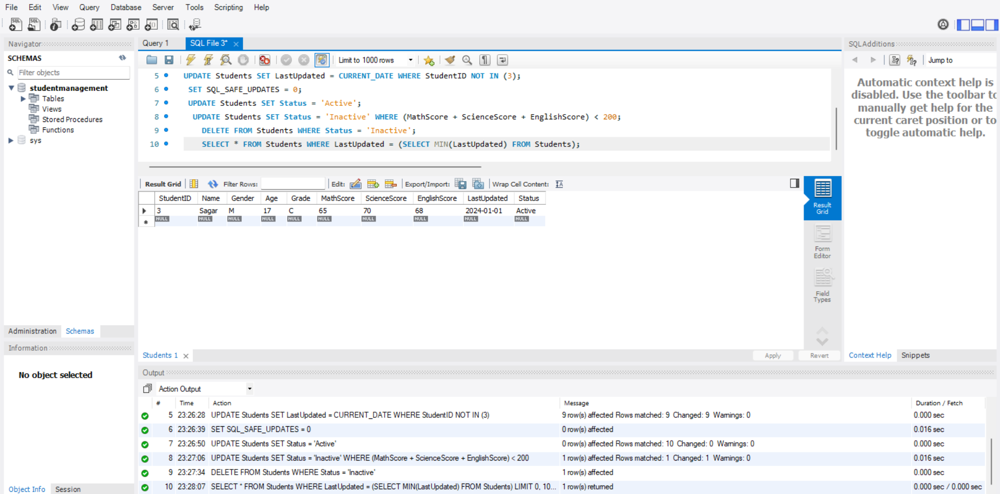 File Edit View Query Database Server Tools Scripting Help
Navigator
SCHEMAS
Filter objects
studentmanagement
Tables
Views
Stored Procedures
Functions
sys
Administration Schemas
Information
No object selected
Object Info Session
Query 1 SQL File 3*
Limit to 1000 rows
5 UPDATE Students SET LastUpdated = CURRENT_DATE WHERE StudentID NOT IN (3);
6 SET SQL_SAFE_UPDATES = 0;
7 UPDATE Students SET Status = 'Active';
8 UPDATE Students SET Status = 'Inactive' WHERE (MathScore + ScienceScore + EnglishScore) < 200;
9 DELETE FROM Students WHERE Status = 'Inactive';
10 SELECT * FROM Students WHERE LastUpdated = (SELECT MIN(LastUpdated) FROM Students);
Result Grid Filter Rows: Edit: Export/Import: Wrap Cell Content:
StudentID Name Gender Age Grade MathScore ScienceScore EnglishScore LastUpdated Status
3 Sagar M 17 C 65 70 68 2024-01-01 Active
NULL NULL NULL NULL NULL NULL NULL NULL NULL NULL
Result
Grid
Form
Editor
Field
Types
Students 1 Apply Revert
SQLAdditions
Jump to
Automatic context help is
disabled. Use the toolbar to
manually get help for the
current caret position or to
toggle automatic help.
Context Help Snippets
Output
Action Output
# Time Action Message Duration / Fetch
5 23:26:28 UPDATE Students SET LastUpdated = CURRENT_DATE WHERE StudentID NOT IN (3) 9 row(s) affected Rows matched: 9 Changed: 9 Warnings: 0 0.000 sec
6 23:26:39 SET SQL_SAFE_UPDATES = 0 0 row(s) affected 0.016 sec
7 23:26:50 UPDATE Students SET Status = 'Active' 0 row(s) affected Rows matched: 10 Changed: 0 Warnings: 0 0.000 sec
8 23:27:06 UPDATE Students SET Status = 'Inactive' WHERE (MathScore + ScienceScore + EnglishScore) < 200 1 row(s) affected Rows matched: 1 Changed: 1 Warnings: 0 0.016 sec
9 23:27:34 DELETE FROM Students WHERE Status = 'Inactive' 1 row(s) affected 0.000 sec
10 23:28:07 SELECT * FROM Students WHERE LastUpdated = (SELECT MIN(LastUpdated) FROM Students) LIMIT 0, 10... 1 row(s) returned 0.000 sec / 0.000 sec